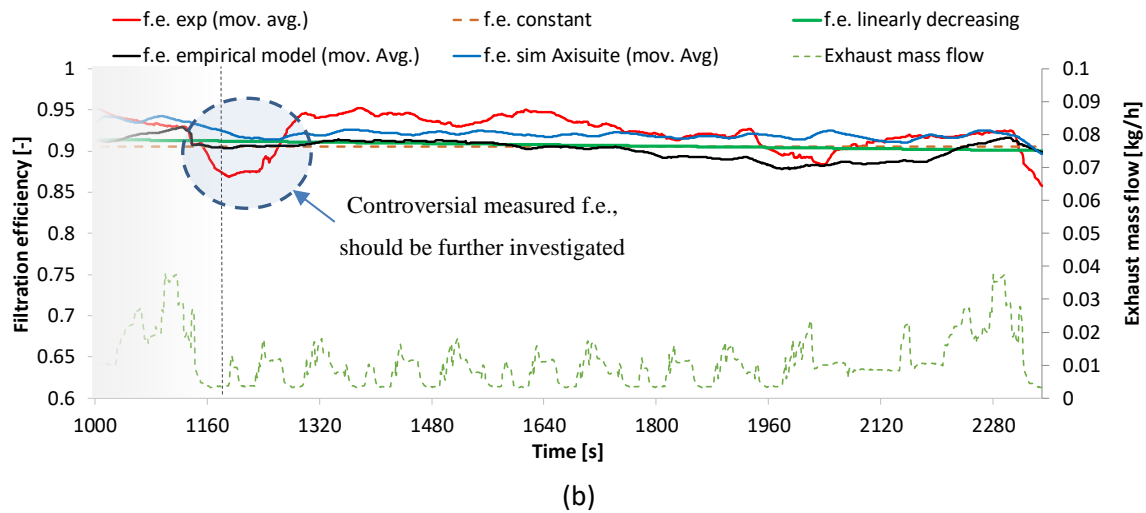 f.e. exp (mov. avg.) f.e. constant f.e. linearly decreasing
f.e. empirical model (mov. Avg.) f.e. sim Axisuite (mov. Avg) Exhaust mass flow
1 0.1
0.95 0.09
0.9 0.08
0.85 0.07
0.06
0.8 0.05
0.75 0.04
0.7 0.03
0.02
0.65 0.01
0.6 0
Filtration efficiency [-]
Exhaust mass flow [kg/h]
Controversial measured f.e.,
should be further investigated
1000 1160 1320 1480 1640 1800 1960 2120 2280
Time [s]
(b)